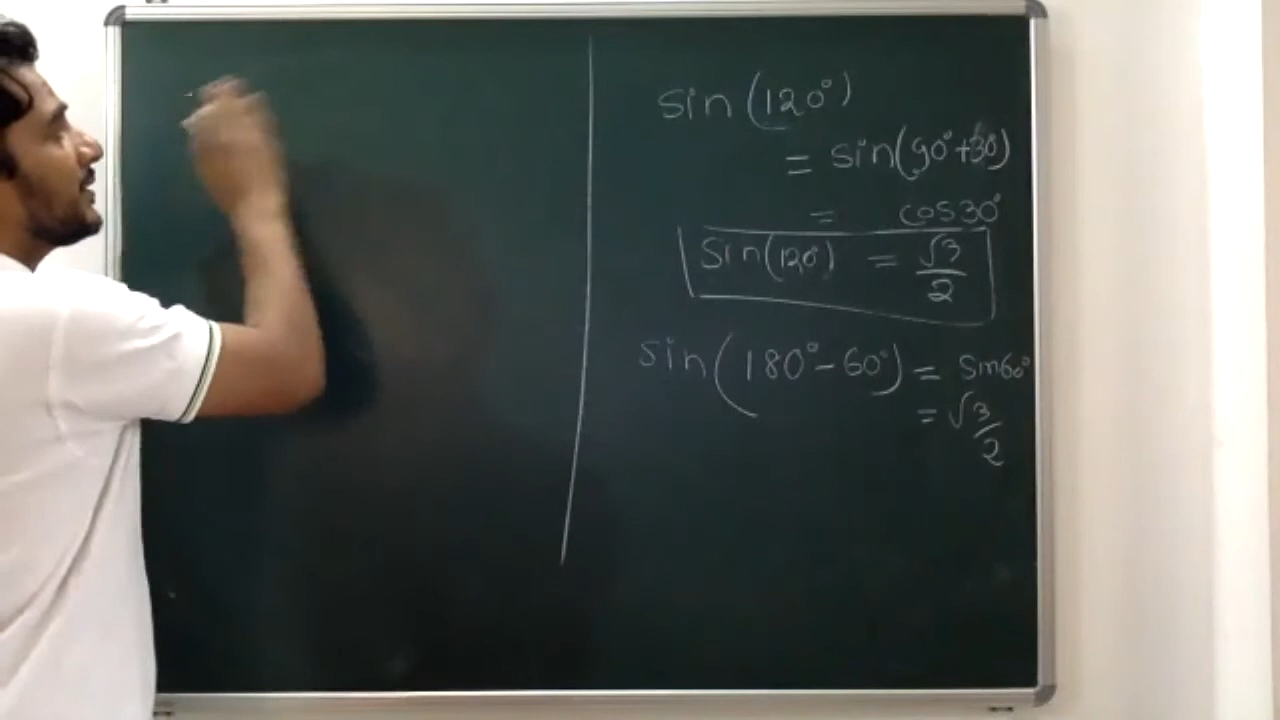 sin(120°)
= sin(90°+30°)
= cos30°
Sin(120°) = √3/2
sin(180°-60°) = sin60°
= √3/2